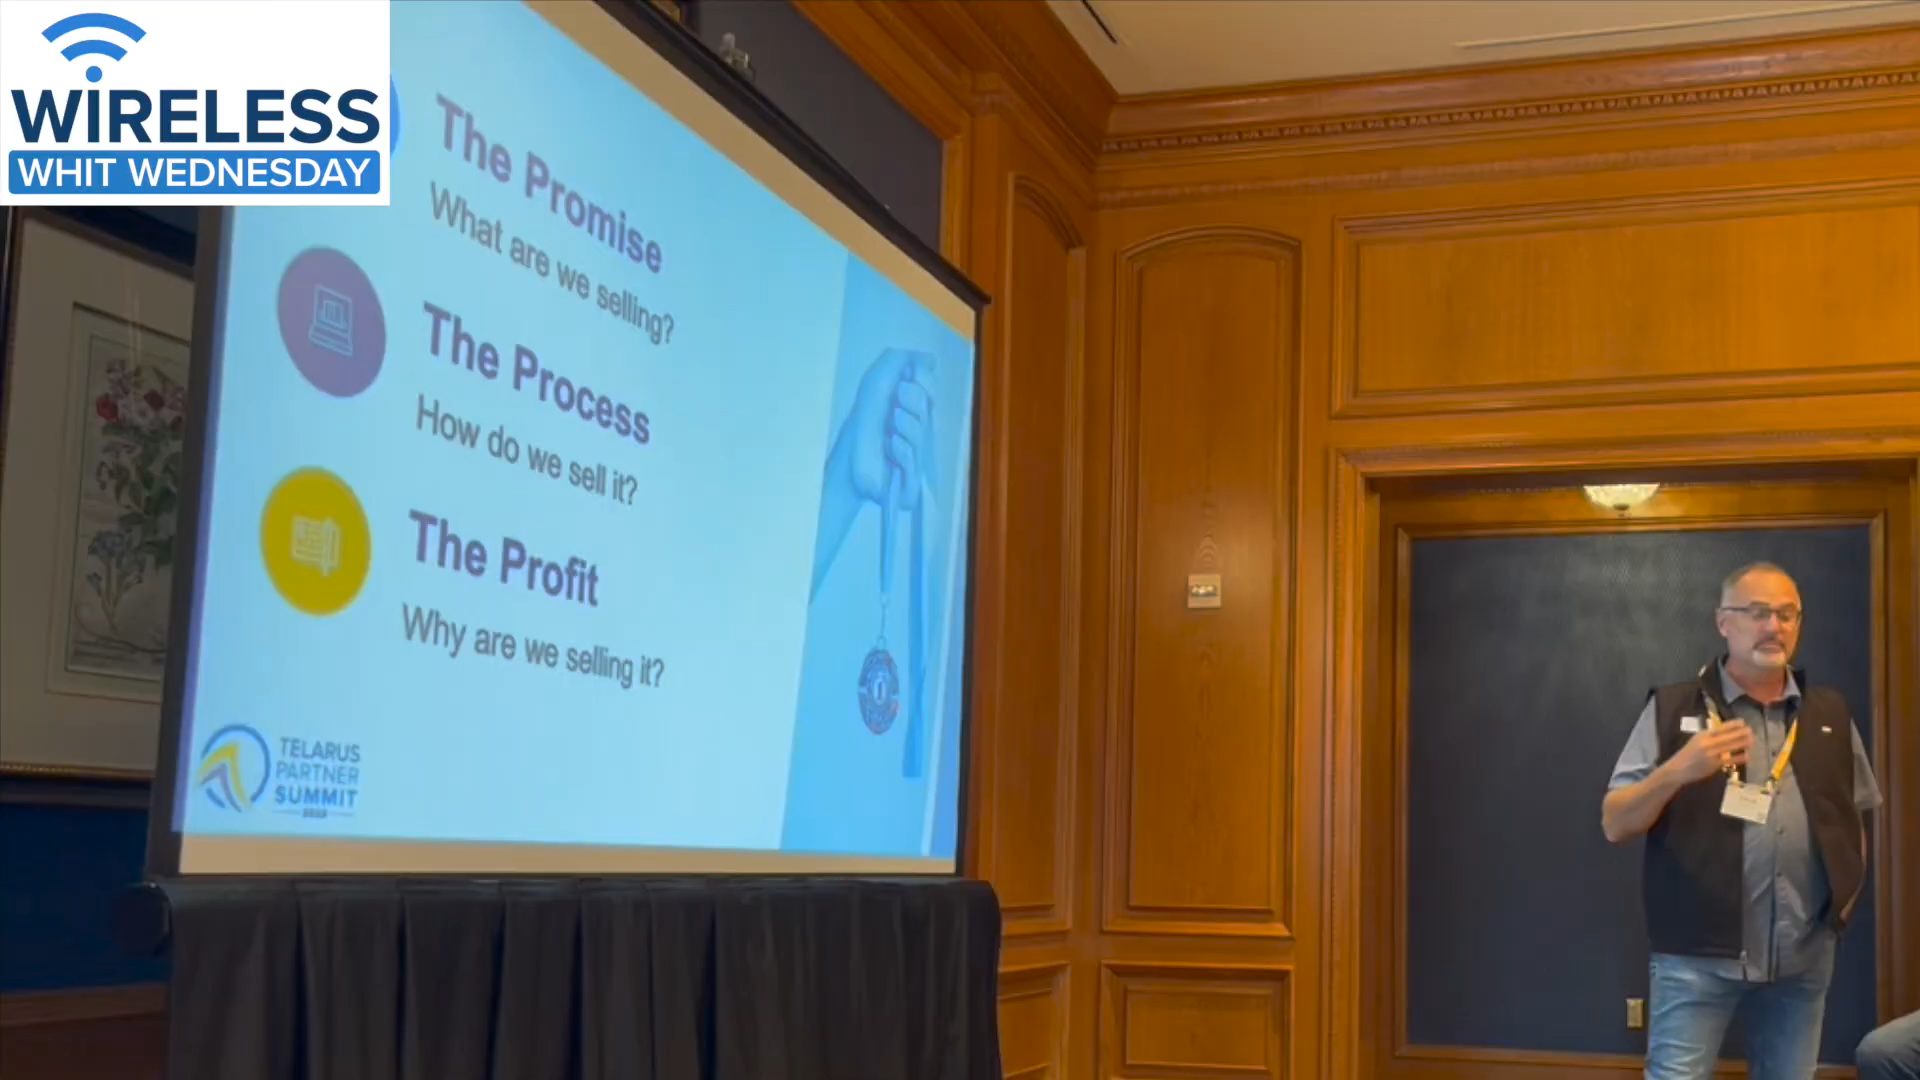 WIRELESS
WHIT WEDNESDAY
The Promise
What are we selling?
The Process
How do we sell it?
The Profit
Why are we selling it?
TELARUS
PARTNER
SUMMIT